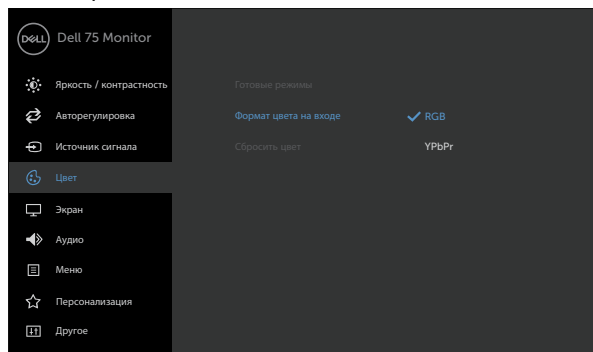 DELL
Dell 75 Monitor
Яркость / контрастность
Готовые режимы
Авторегулировка
Формат цвета на входе
RGB
Источник сигнала
Сбросить цвет
YPbPr
Цвет
Экран
Аудио
Меню
Персонализация
Другое